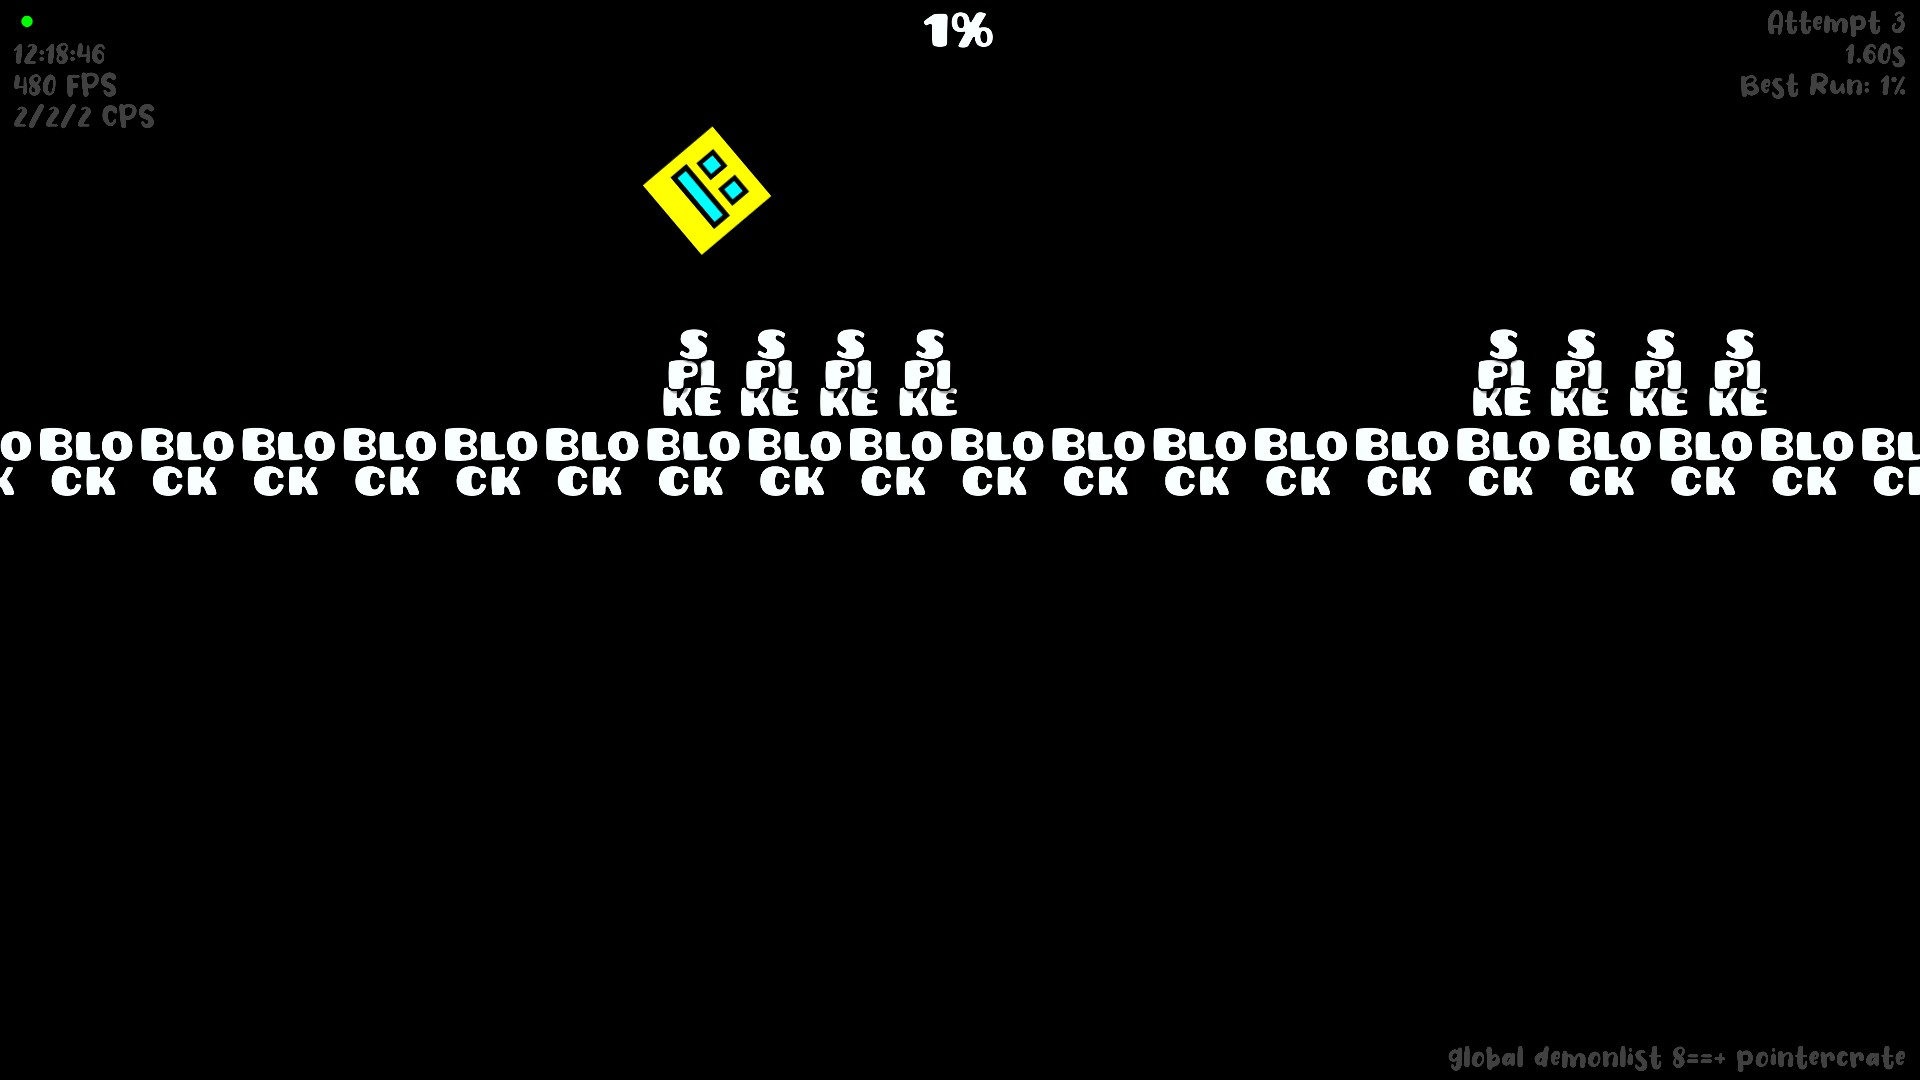 1%
12:18:46
480 FPS
2/2/2 CPS
Attempt 3
1.60s
Best Run: 1%
S S S S S S S S
PI PI PI PI PI PI PI PI
KE KE KE KE KE KE KE KE
O BLO BLO BLO BLO BLO BLO BLO BLO BLO BLO BLO BLO BLO BLO BLO BLO BLO BLO BL
K CK CK CK CK CK CK CK CK CK CK CK CK CK CK CK CK CK CK C
global demonlist 8==+ pointercrate